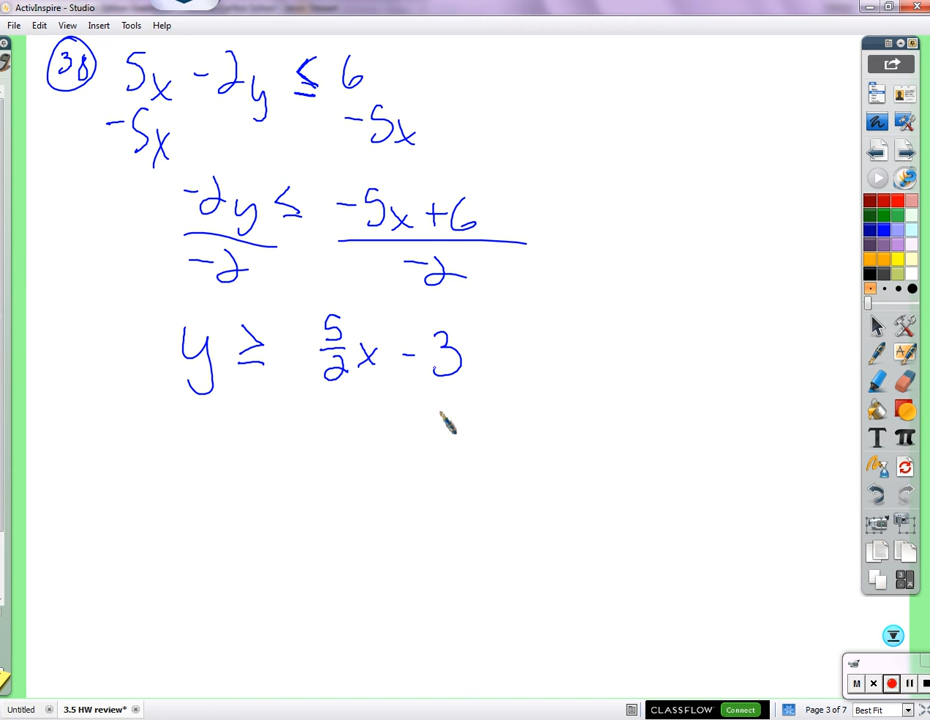 ActivInspire - Studio
File Edit View Insert Tools Help
38 5x - 2y ≤ 6
-5x -5x
-2y ≤ -5x + 6
-2 -2
y ≥ 5/2 x - 3
M
Untitled 3.5 HW review* CLASSFLOW Connect Page 3 of 7 Best Fit